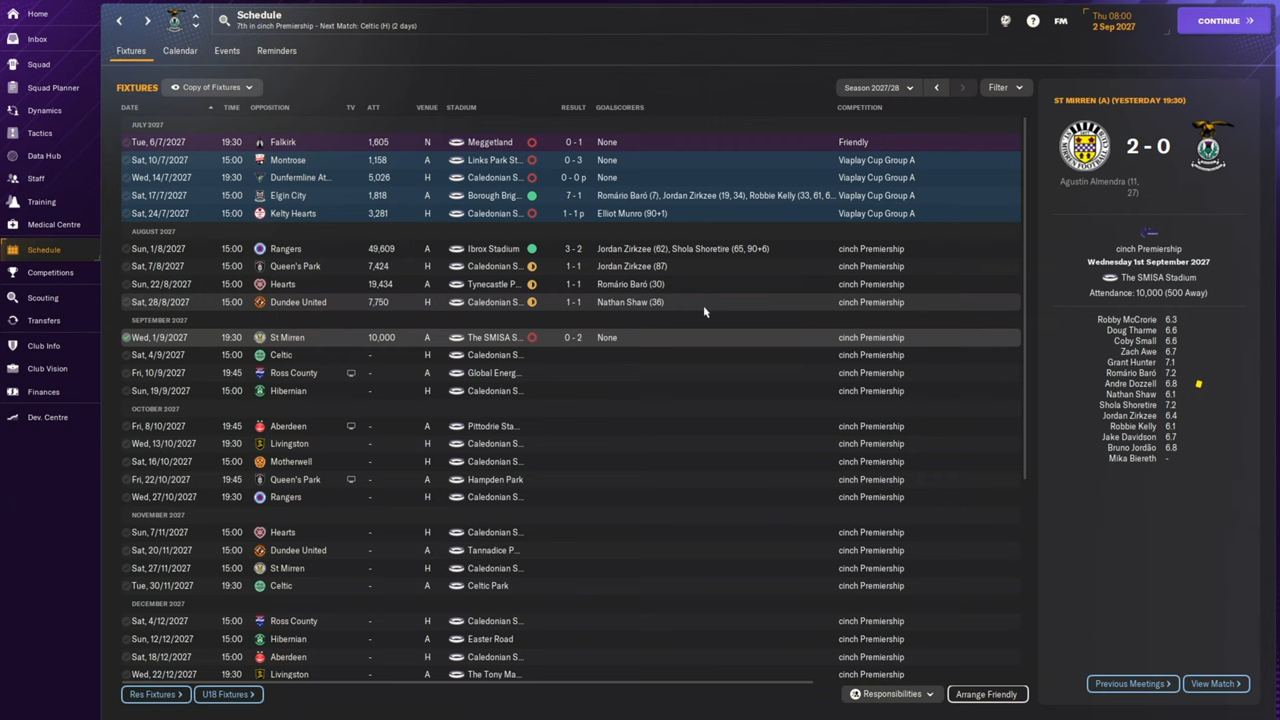 Home
Inbox
Squad
Squad Planner
Dynamics
Tactics
Data Hub
Staff
Training
Medical Centre
Schedule
Competitions
Scouting
Transfers
Club Info
Club Vision
Finances
Dev. Centre
Schedule
7th in cinch Premiership - Next Match: Celtic (H) (2 days)
FM
Thu 08:00
2 Sep 2027
CONTINUE
Fixtures Calendar Events Reminders
FIXTURES Copy of Fixtures Season 2027/28 Filter
DATE TIME OPPOSITION TV ATT VENUE STADIUM RESULT GOALSCORERS COMPETITION
JULY 2027
Tue, 6/7/2027 19:30 Falkirk 1,605 N Meggetland 0 - 1 None Friendly
Sat, 10/7/2027 15:00 Montrose 1,158 A Links Park St... 0 - 3 None Viaplay Cup Group A
Wed, 14/7/2027 19:30 Dunfermline At... 5,026 H Caledonian S... 0 - 0 p None Viaplay Cup Group A
Sat, 17/7/2027 15:00 Elgin City 1,818 A Borough Brig... 7 - 1 Romário Baró (7), Jordan Zirkzee (19, 34), Robbie Kelly (33, 61, 6... Viaplay Cup Group A
Sat, 24/7/2027 15:00 Kelty Hearts 3,281 H Caledonian S... 1 - 1 p Elliot Munro (90+1) Viaplay Cup Group A
AUGUST 2027
Sun, 1/8/2027 15:00 Rangers 49,609 A Ibrox Stadium 3 - 2 Jordan Zirkzee (62), Shola Shoretire (65, 90+6) cinch Premiership
Sat, 7/8/2027 15:00 Queen's Park 7,424 H Caledonian S... 1 - 1 Jordan Zirkzee (87) cinch Premiership
Sun, 22/8/2027 15:00 Hearts 19,434 A Tynecastle P... 1 - 1 Romário Baró (30) cinch Premiership
Sat, 28/8/2027 15:00 Dundee United 7,750 H Caledonian S... 1 - 1 Nathan Shaw (36) cinch Premiership
SEPTEMBER 2027
Wed, 1/9/2027 19:30 St Mirren 10,000 A The SMISA S... 0 - 2 None cinch Premiership
Sat, 4/9/2027 15:00 Celtic - H Caledonian S... cinch Premiership
Fri, 10/9/2027 19:45 Ross County - A Global Energ... cinch Premiership
Sun, 19/9/2027 15:00 Hibernian - H Caledonian S... cinch Premiership
OCTOBER 2027
Fri, 8/10/2027 19:45 Aberdeen - A Pittodrie Sta... cinch Premiership
Wed, 13/10/2027 19:30 Livingston - H Caledonian S... cinch Premiership
Sat, 16/10/2027 15:00 Motherwell - H Caledonian S... cinch Premiership
Fri, 22/10/2027 19:45 Queen's Park - A Hampden Park cinch Premiership
Wed, 27/10/2027 19:30 Rangers - H Caledonian S... cinch Premiership
NOVEMBER 2027
Sun, 7/11/2027 15:00 Hearts - H Caledonian S... cinch Premiership
Sat, 20/11/2027 15:00 Dundee United - A Tannadice P... cinch Premiership
Sat, 27/11/2027 15:00 St Mirren - H Caledonian S... cinch Premiership
Tue, 30/11/2027 19:30 Celtic - A Celtic Park cinch Premiership
DECEMBER 2027
Sat, 4/12/2027 15:00 Ross County - H Caledonian S... cinch Premiership
Sun, 12/12/2027 15:00 Hibernian - A Easter Road cinch Premiership
Sat, 18/12/2027 15:00 Aberdeen - H Caledonian S... cinch Premiership
Wed, 22/12/2027 19:30 Livingston - A The Tony Ma... cinch Premiership
Res Fixtures > U18 Fixtures > Responsibilities Arrange Friendly
ST MIRREN (A) (YESTERDAY 19:30)
2 - 0
Agustin Almendra (11,
27)
cinch Premiership
Wednesday 1st September 2027
The SMISA Stadium
Attendance: 10,000 (500 Away)
Robby McCrorie 6.3
Doug Tharme 6.6
Coby Small 6.6
Zach Awe 6.7
Grant Hunter 7.1
Romário Baró 7.2
Andre Dozzell 6.8
Nathan Shaw 6.1
Shola Shoretire 7.2
Jordan Zirkzee 6.4
Robbie Kelly 6.1
Jake Davidson 6.7
Bruno Jordão 6.8
Mika Biereth -
Previous Meetings > View Match >